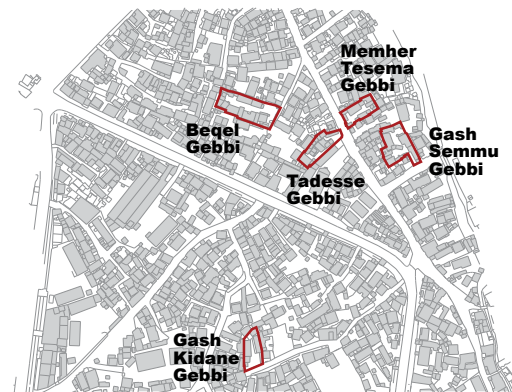 Memher
Tesema
Gebbi
Beqel
Gebbi
Gash
Semmu
Gebbi
Tadesse
Gebbi
Gash
Kidane
Gebbi